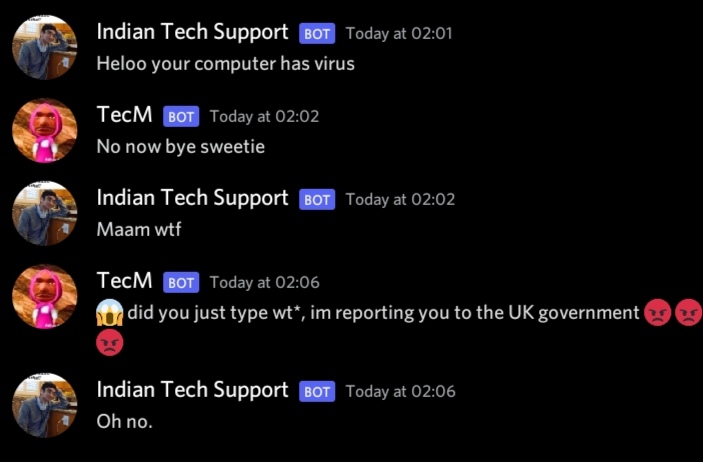 Indian Tech Support BOT Today at 02:01
Heloo your computer has virus
TecM BOT Today at 02:02
No now bye sweetie
Indian Tech Support BOT Today at 02:02
Maam wtf
TecM BOT Today at 02:06
😱 did you just type wt*, im reporting you to the UK government 😡 😡
😡
Indian Tech Support BOT Today at 02:06
Oh no.